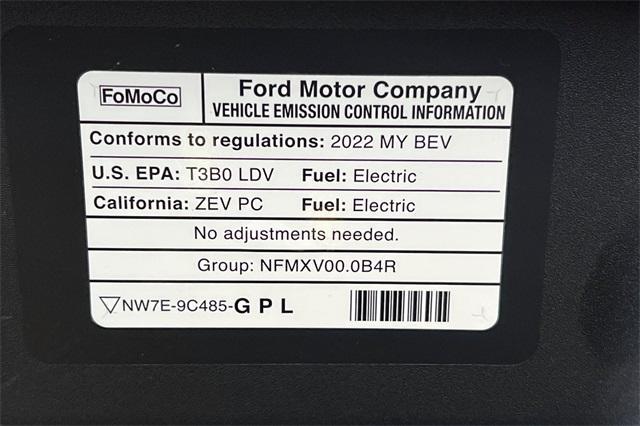 FoMoCo
Ford Motor Company
VEHICLE EMISSION CONTROL INFORMATION
Conforms to regulations: 2022 MY BEV
U.S. EPA: T3B0 LDV Fuel: Electric
California: ZEV PC Fuel: Electric
No adjustments needed.
Group: NFMXV00.0B4R
NW7E-9C485-G P L